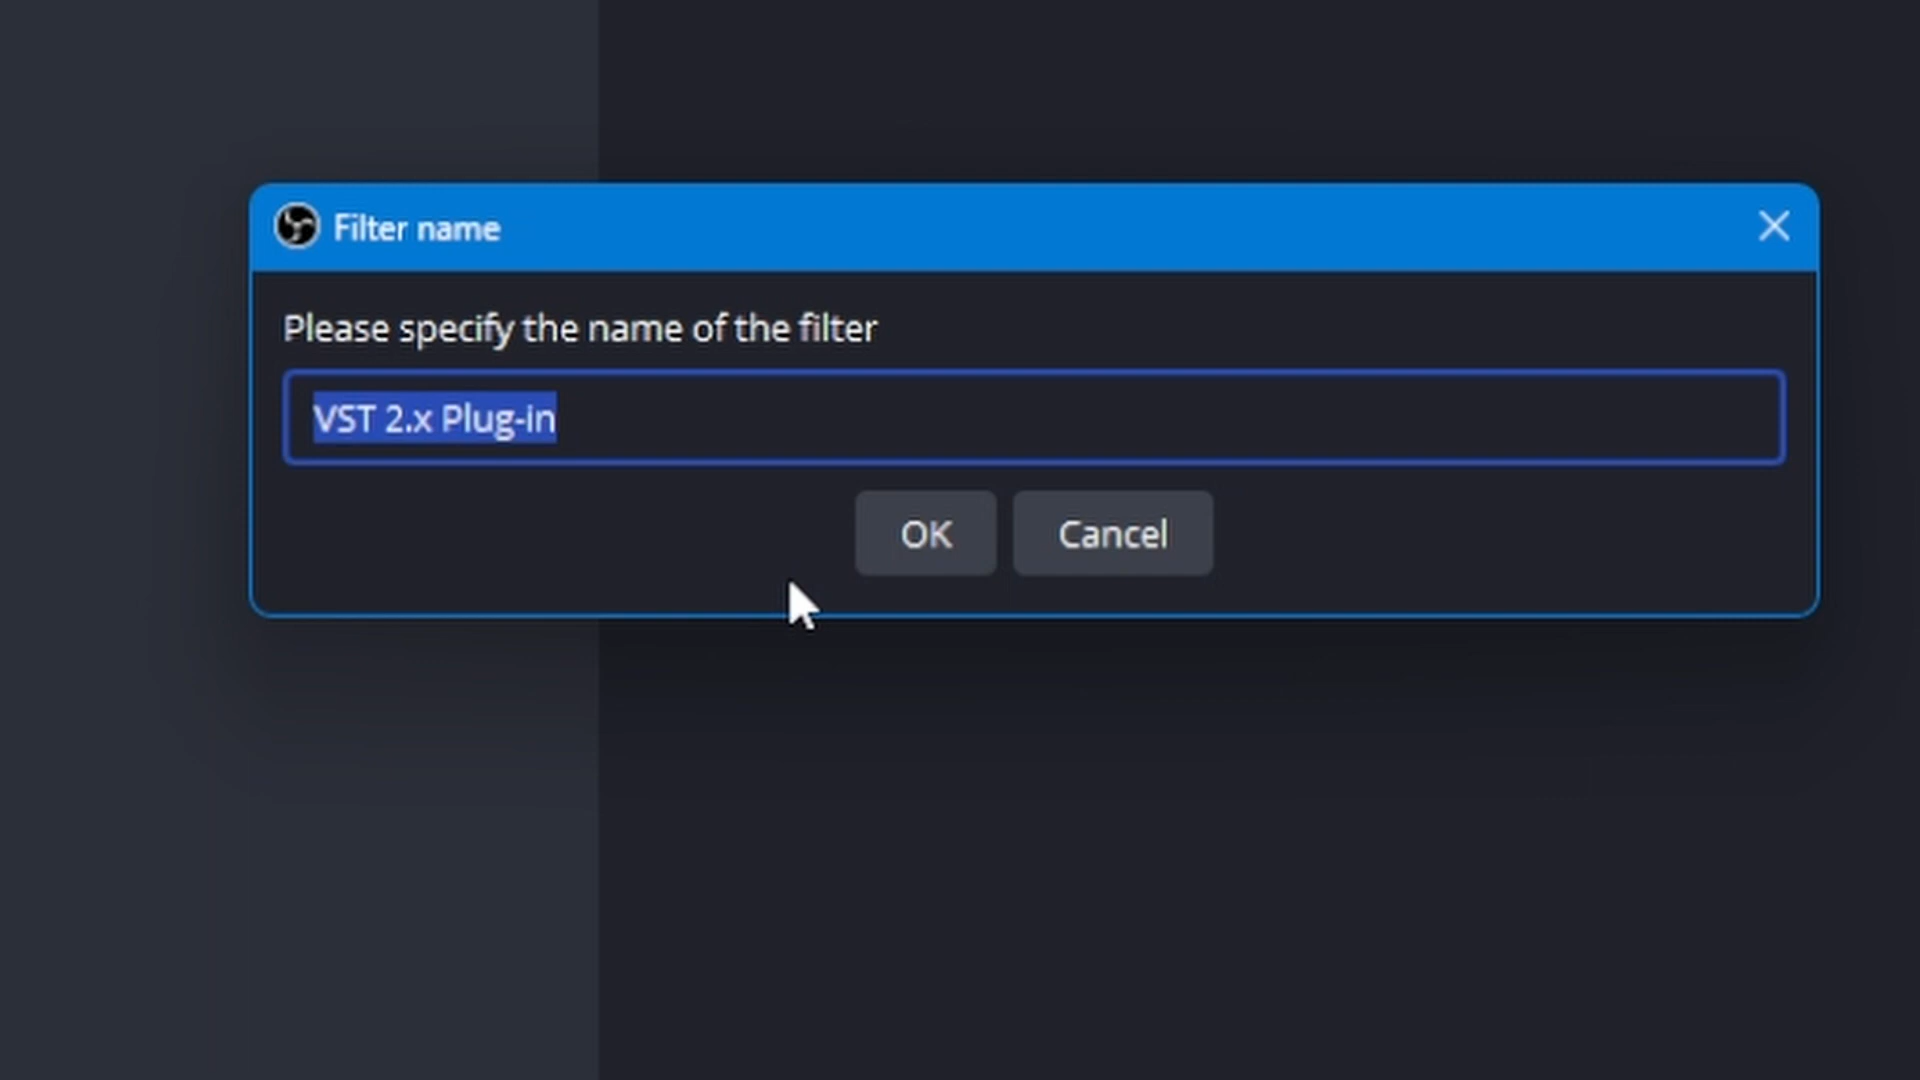 Filter name
Please specify the name of the filter
VST 2.x Plug-in
OK Cancel